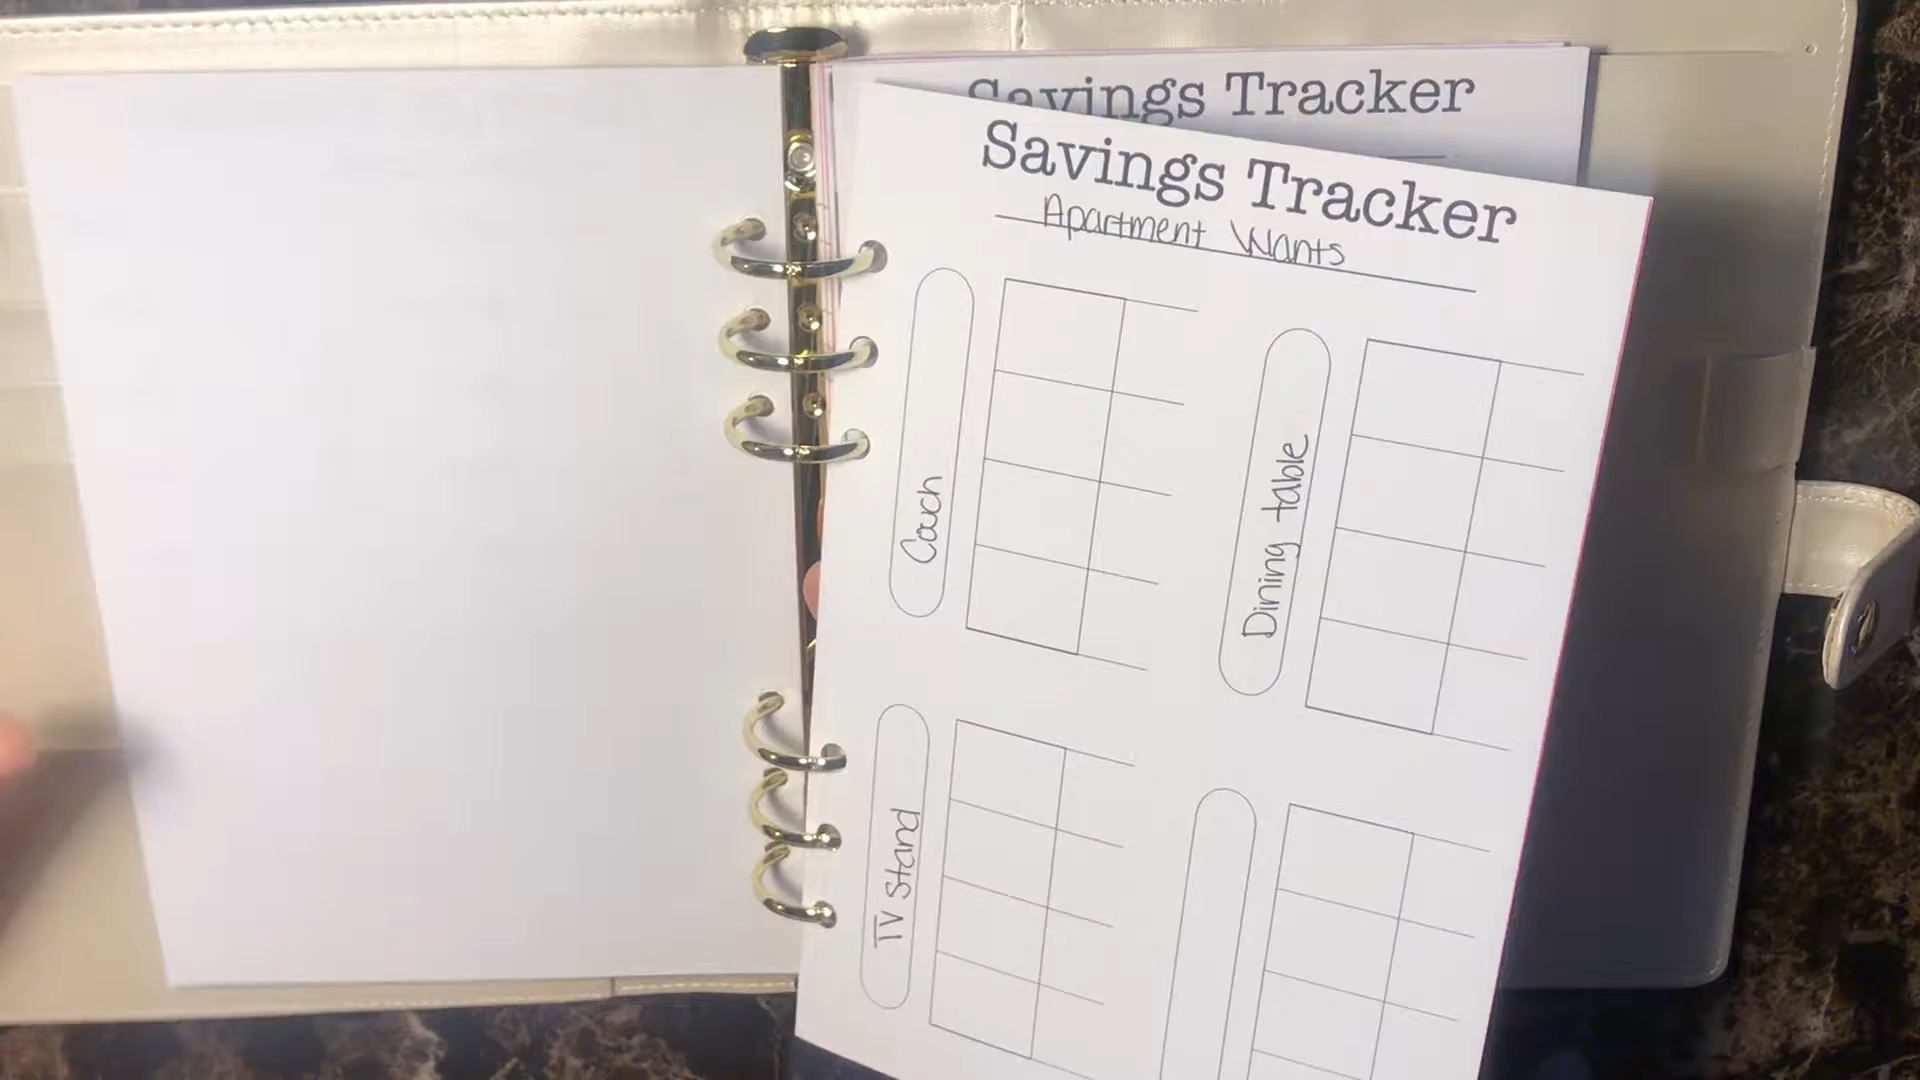 Savings Tracker
Savings Tracker
Apartment Wants
Couch
Dining table
TV Stand